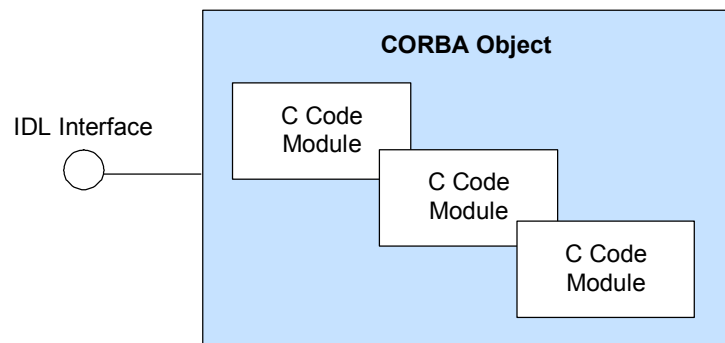 CORBA Object
IDL Interface
C Code
Module
C Code
Module
C Code
Module